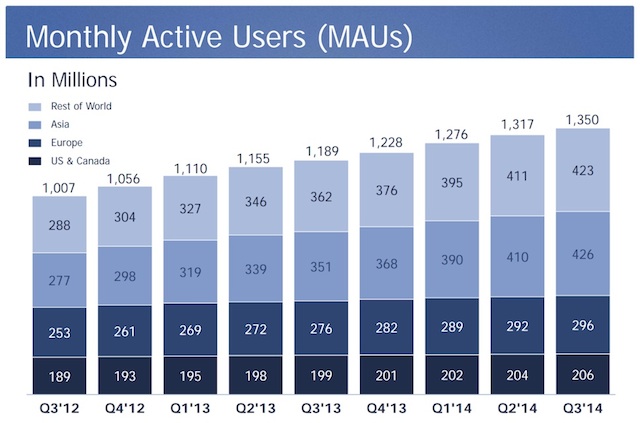 Monthly Active Users (MAUs)
In Millions
Rest of World
Asia
Europe
US & Canada
1,007 1,056 1,110 1,155 1,189 1,228 1,276 1,317 1,350
288 304 327 346 362 376 395 411 423
277 298 319 339 351 368 390 410 426
253 261 269 272 276 282 289 292 296
189 193 195 198 199 201 202 204 206
Q3'12 Q4'12 Q1'13 Q2'13 Q3'13 Q4'13 Q1'14 Q2'14 Q3'14